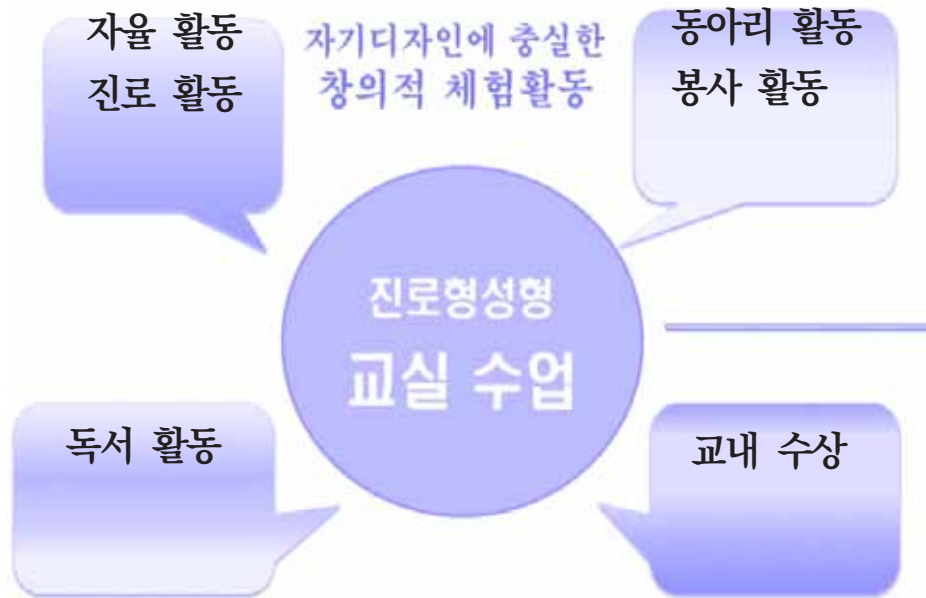 자율 활동
진로 활동
자기디자인에 충실한
창의적 체험활동
동아리 활동
봉사 활동
진로형성형
교실 수업
독서 활동
교내 수상